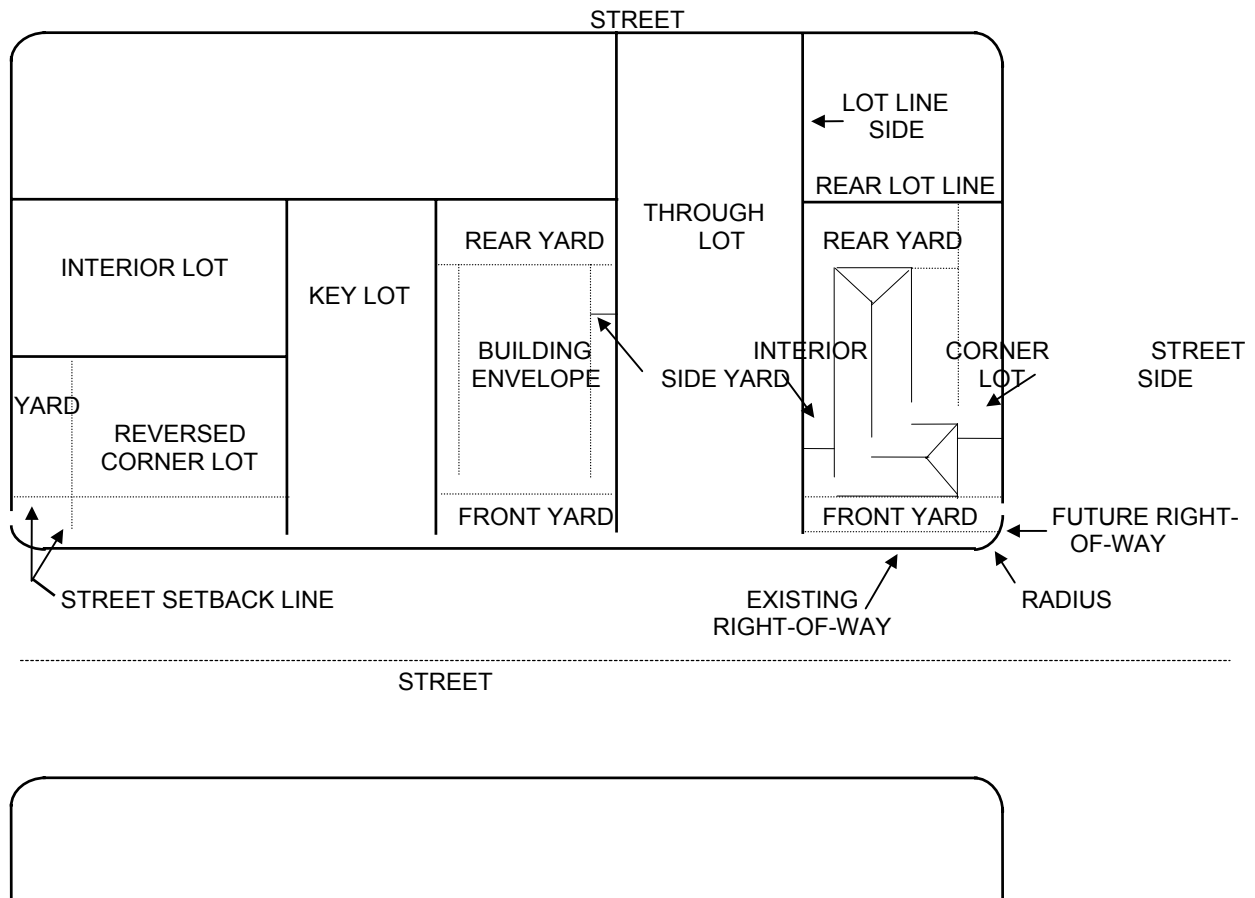 STREET
LOT LINE
SIDE
REAR LOT LINE
THROUGH
LOT
REAR YARD
REAR YARD
INTERIOR LOT
KEY LOT
BUILDING
ENVELOPE
SIDE YARD
INTERIOR
CORNER
LOT
STREET
SIDE
YARD
REVERSED
CORNER LOT
FRONT YARD
FRONT YARD
FUTURE RIGHT-
OF-WAY
STREET SETBACK LINE
EXISTING
RIGHT-OF-WAY
RADIUS
STREET